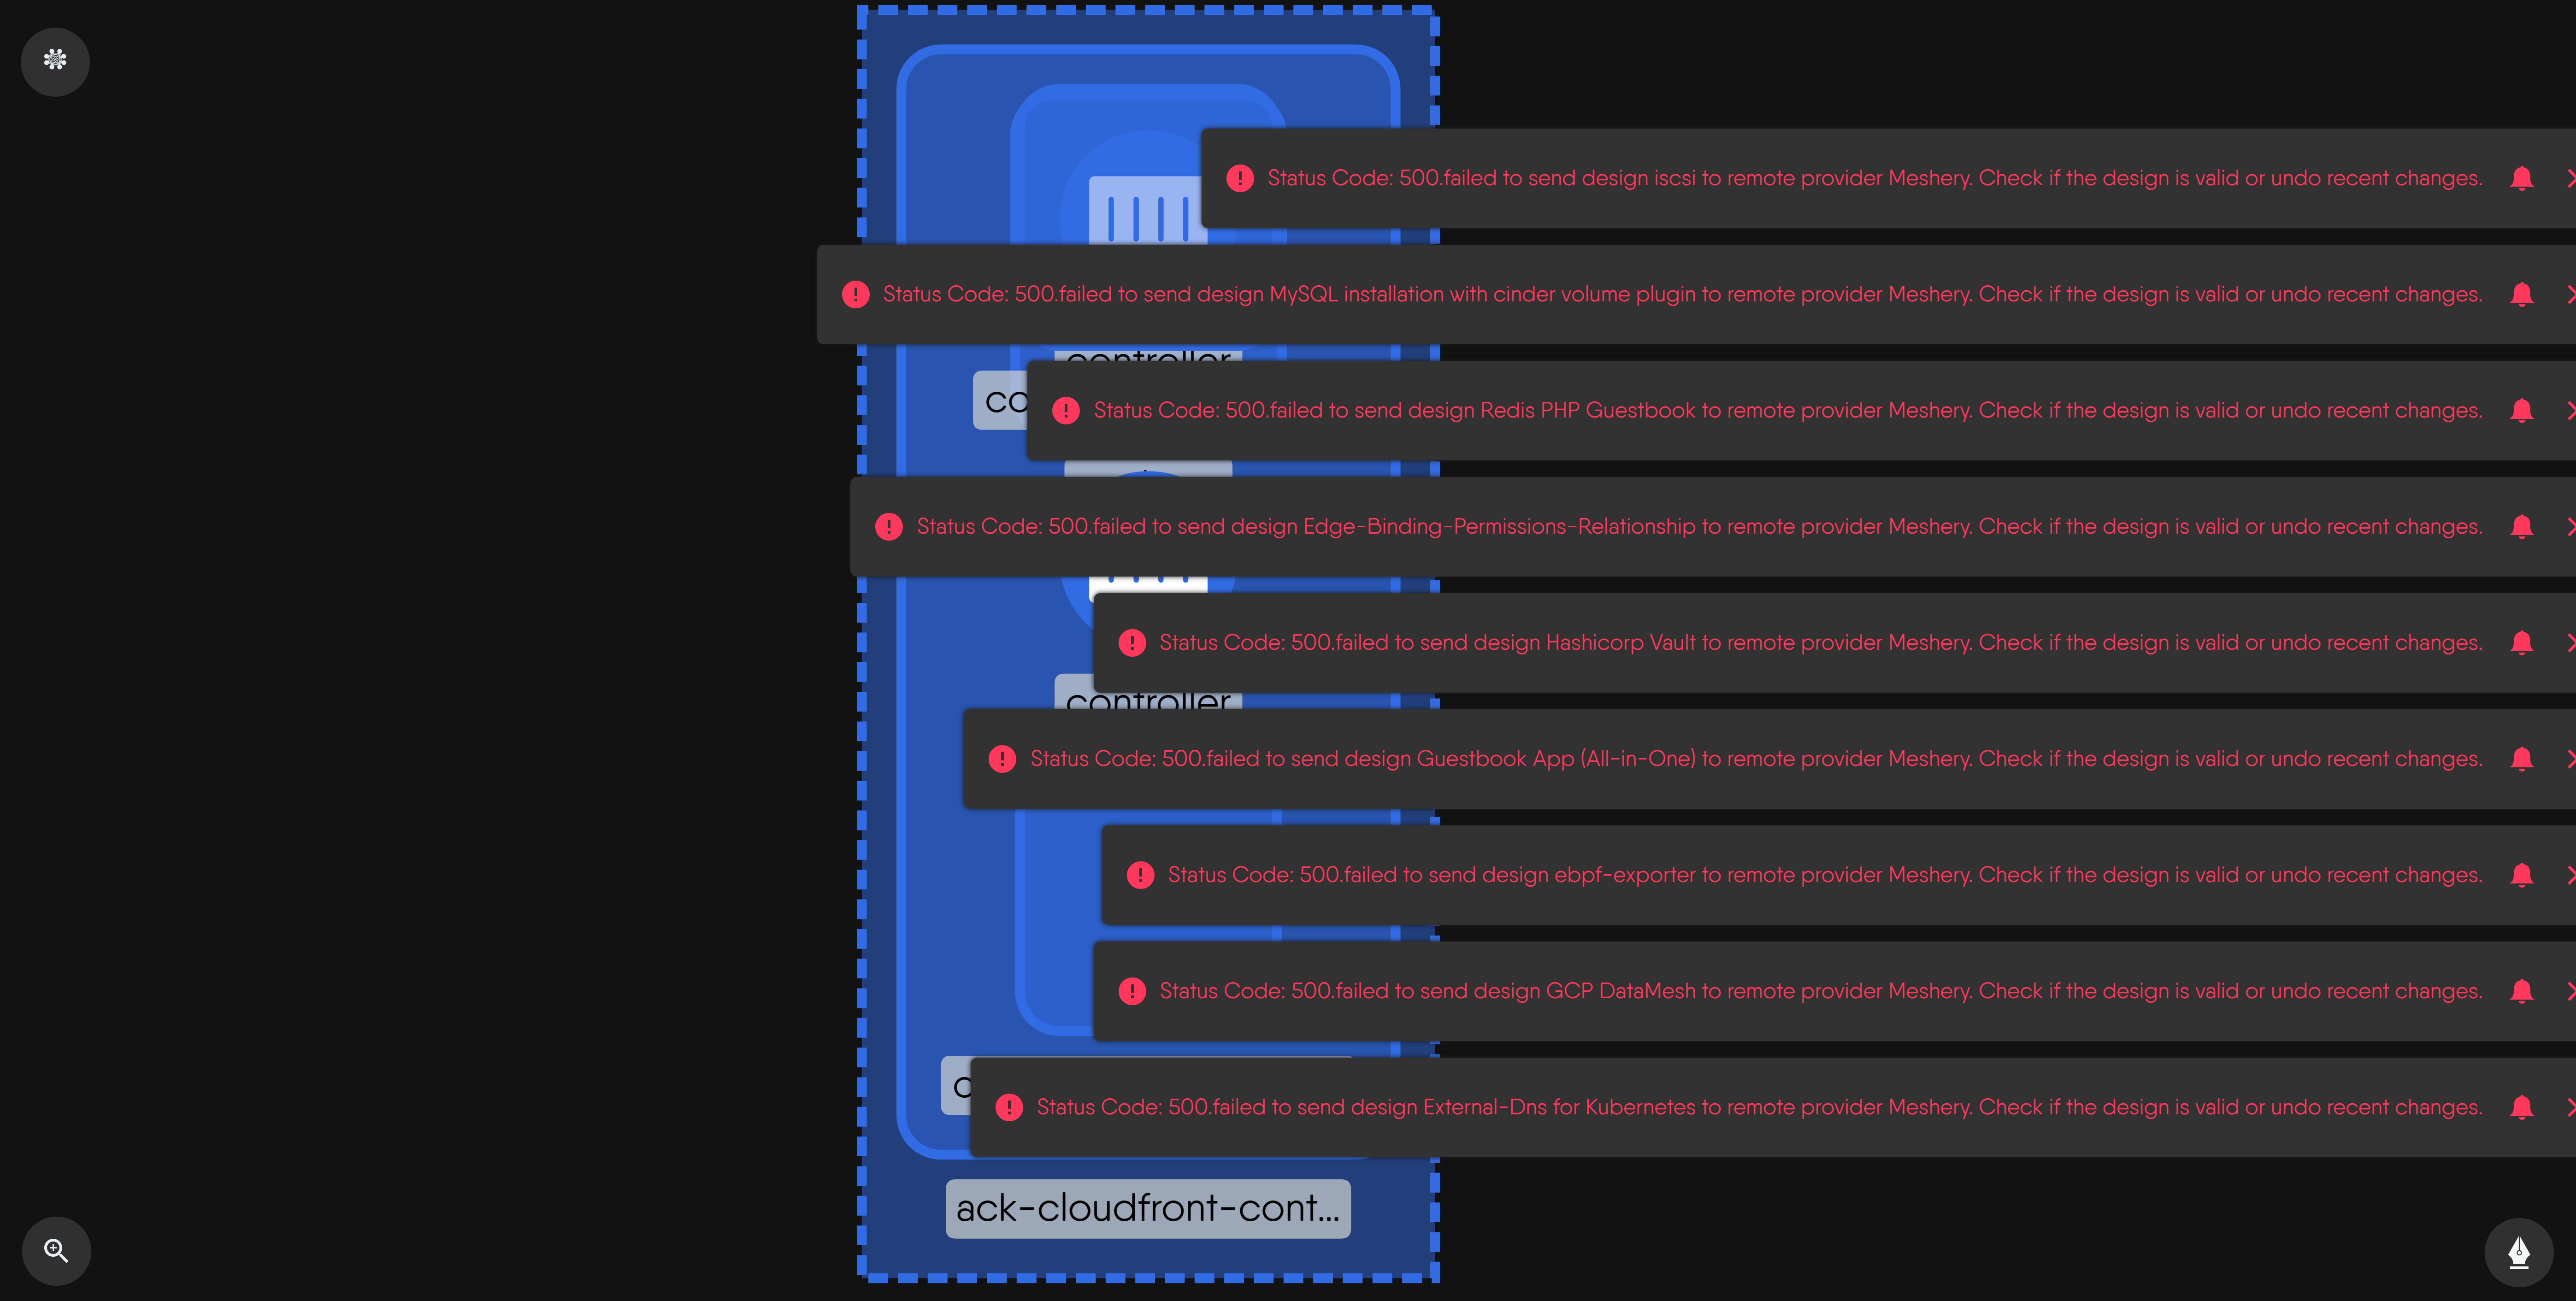 Status Code: 500.failed to send design iscsi to remote provider Meshery. Check if the design is valid or undo recent changes.
Status Code: 500.failed to send design MySQL installation with cinder volume plugin to remote provider Meshery. Check if the design is valid or undo recent changes.
controller
co
Status Code: 500.failed to send design Redis PHP Guestbook to remote provider Meshery. Check if the design is valid or undo recent changes.
Status Code: 500.failed to send design Edge-Binding-Permissions-Relationship to remote provider Meshery. Check if the design is valid or undo recent changes.
Status Code: 500.failed to send design Hashicorp Vault to remote provider Meshery. Check if the design is valid or undo recent changes.
controller
Status Code: 500.failed to send design Guestbook App (All-in-One) to remote provider Meshery. Check if the design is valid or undo recent changes.
Status Code: 500.failed to send design ebpf-exporter to remote provider Meshery. Check if the design is valid or undo recent changes.
Status Code: 500.failed to send design GCP DataMesh to remote provider Meshery. Check if the design is valid or undo recent changes.
Status Code: 500.failed to send design External-Dns for Kubernetes to remote provider Meshery. Check if the design is valid or undo recent changes.
ack-cloudfront-cont...